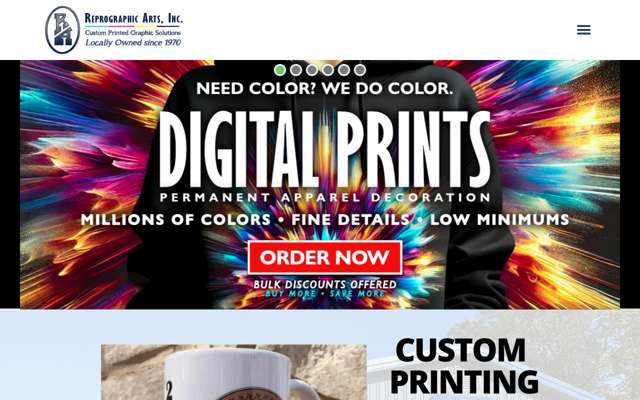 Reprographic Arts, Inc.
Custom Printed Graphic Solutions
Locally Owned since 1970
NEED COLOR? WE DO COLOR.
DIGITAL PRINTS
PERMANENT APPAREL DECORATION
MILLIONS OF COLORS • FINE DETAILS • LOW MINIMUMS
ORDER NOW
BULK DISCOUNTS OFFERED
BUY MORE • SAVE MORE
CUSTOM
PRINTING
2